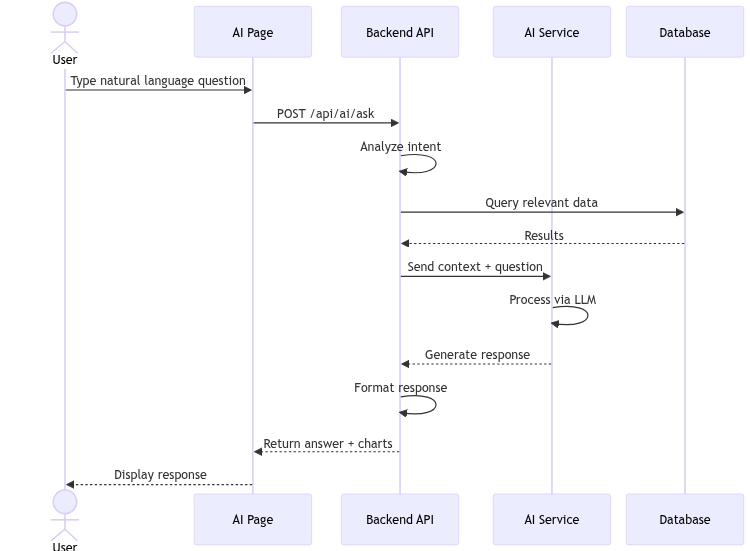 AI Page
Backend API
AI Service
Database
User
Type natural language question
POST /api/ai/ask
Analyze intent
Query relevant data
Results
Send context + question
Process via LLM
Generate response
Format response
Return answer + charts
Display response
AI Page
Backend API
AI Service
Database
User